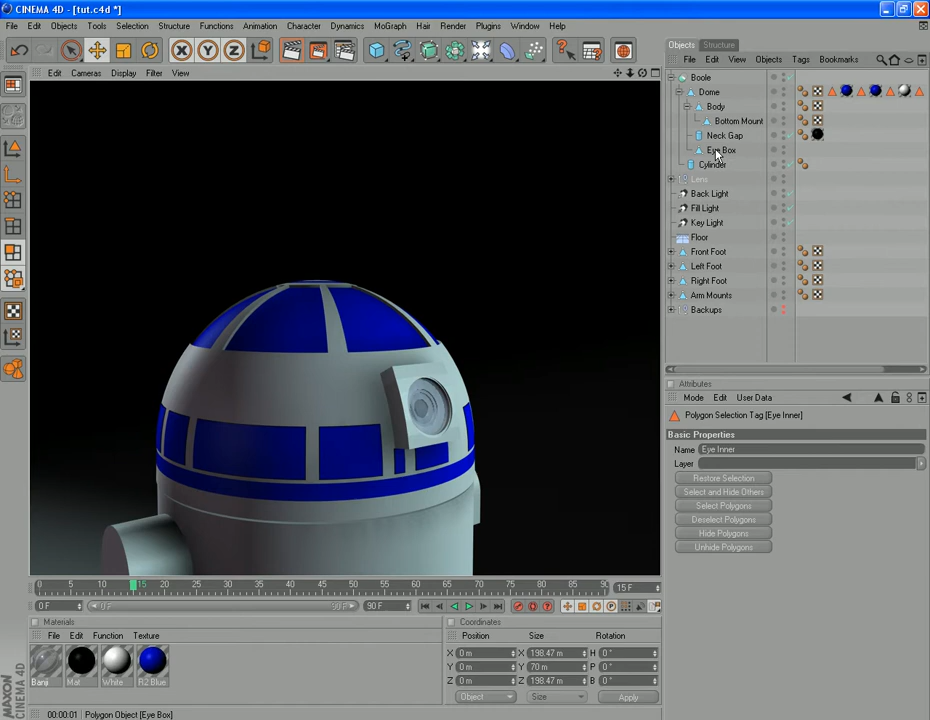 CINEMA 4D - [tut.c4d *]
File Edit Objects Tools Selection Structure Functions Animation Character Dynamics MoGraph Hair Render Plugins Window Help
Edit Cameras Display Filter View
Objects Structure
File Edit View Objects Tags Bookmarks
Boole
Dome
Body
Bottom Mount
Neck Gap
Eye Box
Cylinder
Lens
Back Light
Fill Light
Key Light
Floor
Front Foot
Left Foot
Right Foot
Arm Mounts
Backups
Attributes
Mode Edit User Data
Polygon Selection Tag [Eye Inner]
Basic Properties
Name Eye Inner
Layer
Restore Selection
Select and Hide Others
Select Polygons
Deselect Polygons
Hide Polygons
Unhide Polygons
0 5 10 15 20 25 30 35 40 45 50 55 60 65 70 75 80 85 90 15 F
0 F 0 F 90 F 90 F
Materials
File Edit Function Texture
Banji Mat White R2 Blue
Coordinates
Position Size Rotation
X 0 m X 198.47 m H 0 °
Y 0 m Y 70 m P 0 °
Z 0 m Z 198.47 m B 0 °
Object Size Apply
MAXON CINEMA 4D
00:00:01 Polygon Object [Eye Box]